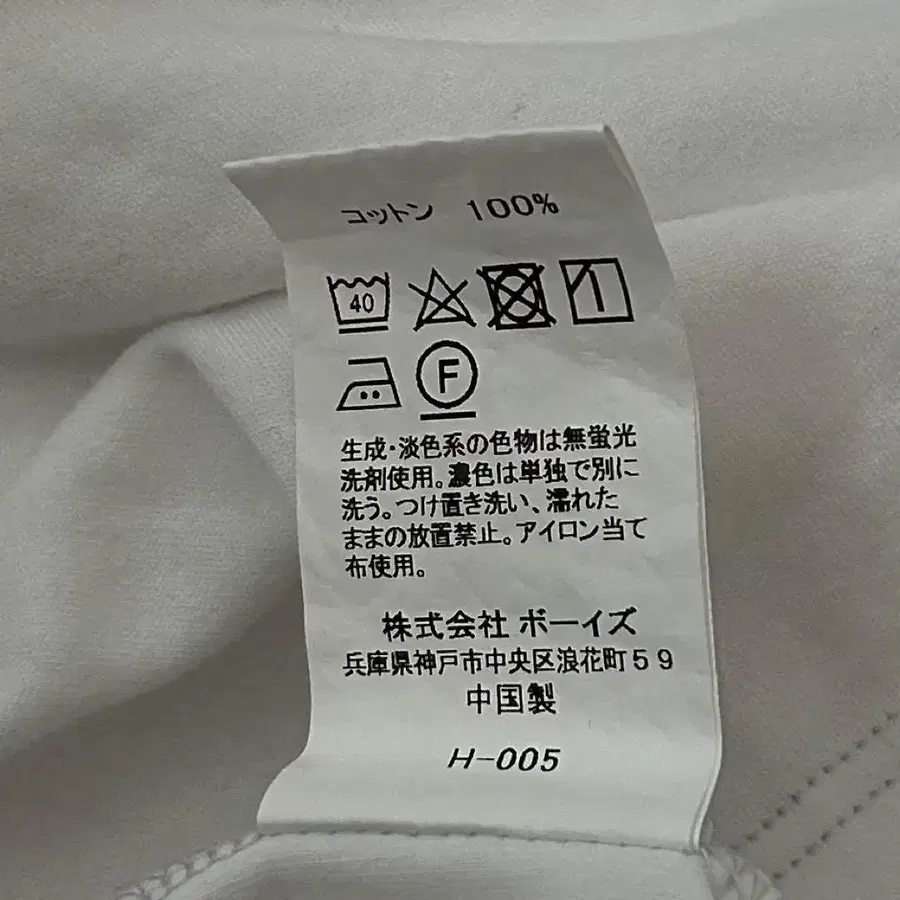 コットン 100%
40
F
生成・淡色系の色物は無蛍光
洗剤使用。濃色は単独で別に
洗う。つけ置き洗い、濡れた
ままの放置禁止。アイロン当て
布使用。
株式会社 ボーイズ
兵庫県神戸市中央区浪花町59
中国製
H-005